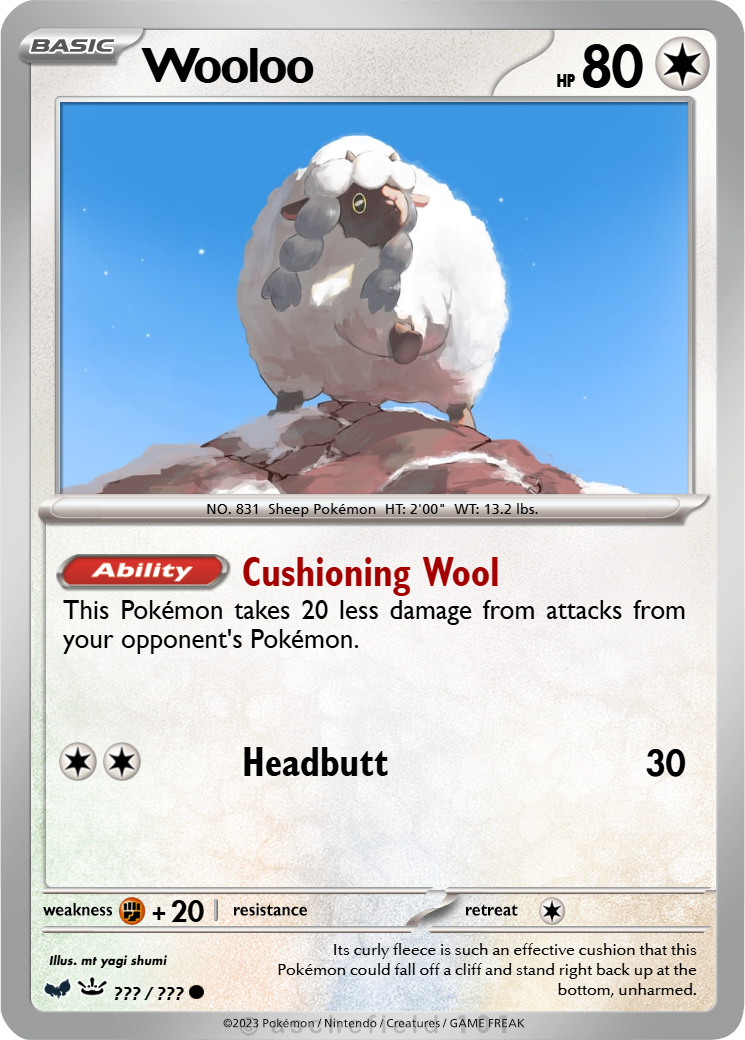 BASIC Wooloo HP 80
NO. 831 Sheep Pokémon HT: 2'00" WT: 13.2 lbs.
Ability Cushioning Wool
This Pokémon takes 20 less damage from attacks from
your opponent's Pokémon.
Headbutt 30
weakness + 20 resistance retreat
Illus. mt yagi shumi
??? / ???
Its curly fleece is such an effective cushion that this
Pokémon could fall off a cliff and stand right back up at the
bottom, unharmed.
©2023 Pokémon / Nintendo / Creatures / GAME FREAK